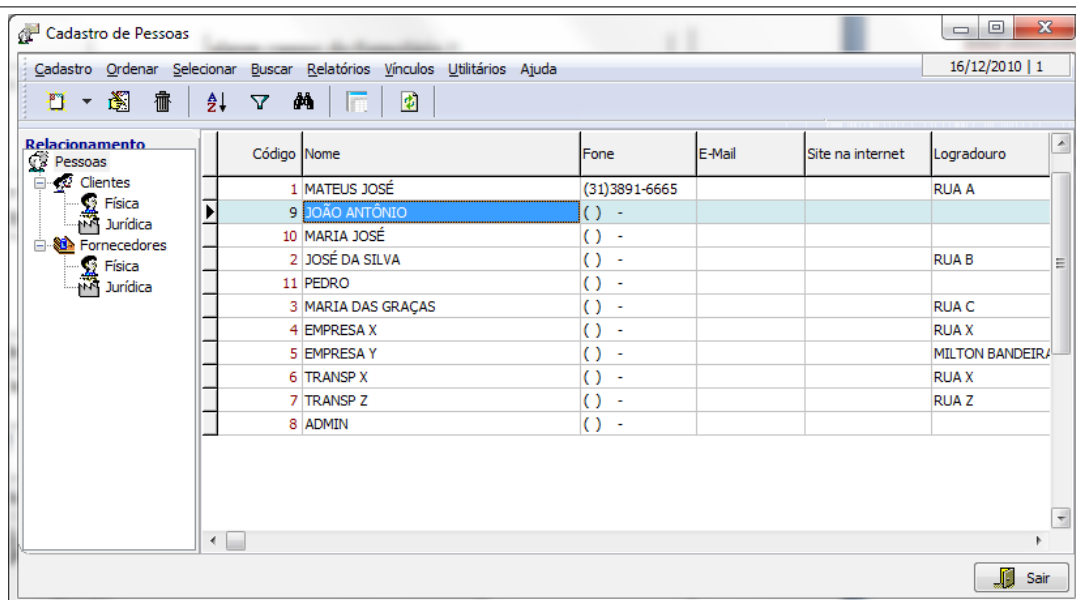 Cadastro de Pessoas
Cadastro Ordenar Selecionar Buscar Relatórios Vínculos Utilitários Ajuda 16/12/2010 | 1
Relacionamento
Pessoas
Clientes
Física
Jurídica
Fornecedores
Física
Jurídica
Código Nome Fone E-Mail Site na internet Logradouro
1 MATEUS JOSÉ (31)3891-6665 RUA A
9 JOÃO ANTÔNIO ( ) -
10 MARIA JOSÉ ( ) -
2 JOSÉ DA SILVA ( ) - RUA B
11 PEDRO ( ) -
3 MARIA DAS GRAÇAS ( ) - RUA C
4 EMPRESA X ( ) - RUA X
5 EMPRESA Y ( ) - MILTON BANDEIRA
6 TRANSP X ( ) - RUA X
7 TRANSP Z ( ) - RUA Z
8 ADMIN ( ) -
Sair